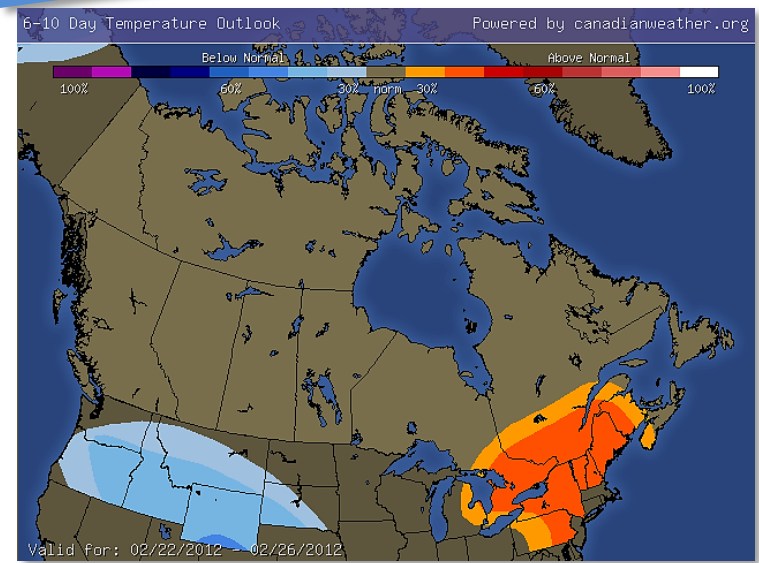 6-10 Day Temperature Outlook Powered by canadianweather.org
Below Normal Above Normal
100% 60% 30% norm 30% 60% 100%
Valid for: 02/22/2012 - 02/26/2012